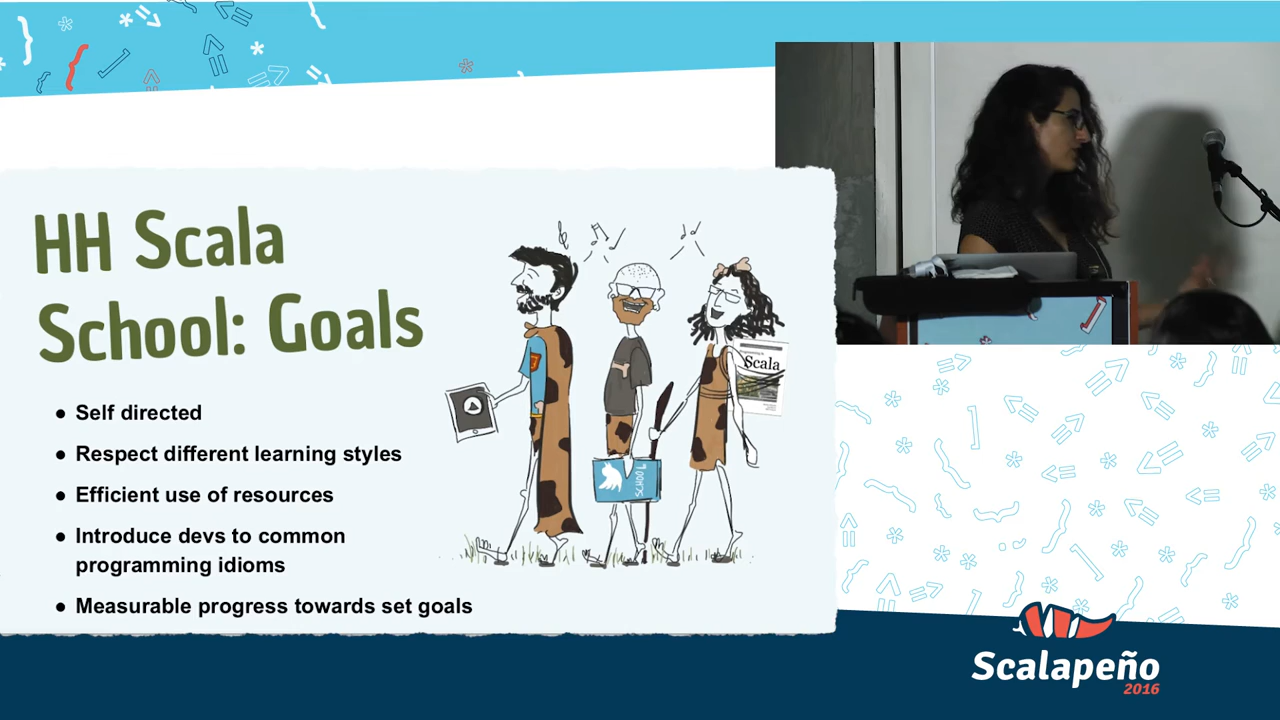 HH Scala
School: Goals
● Self directed
● Respect different learning styles
● Efficient use of resources
● Introduce devs to common
programming idioms
● Measurable progress towards set goals
Scala
SCHOOL
Scalapeño
2016